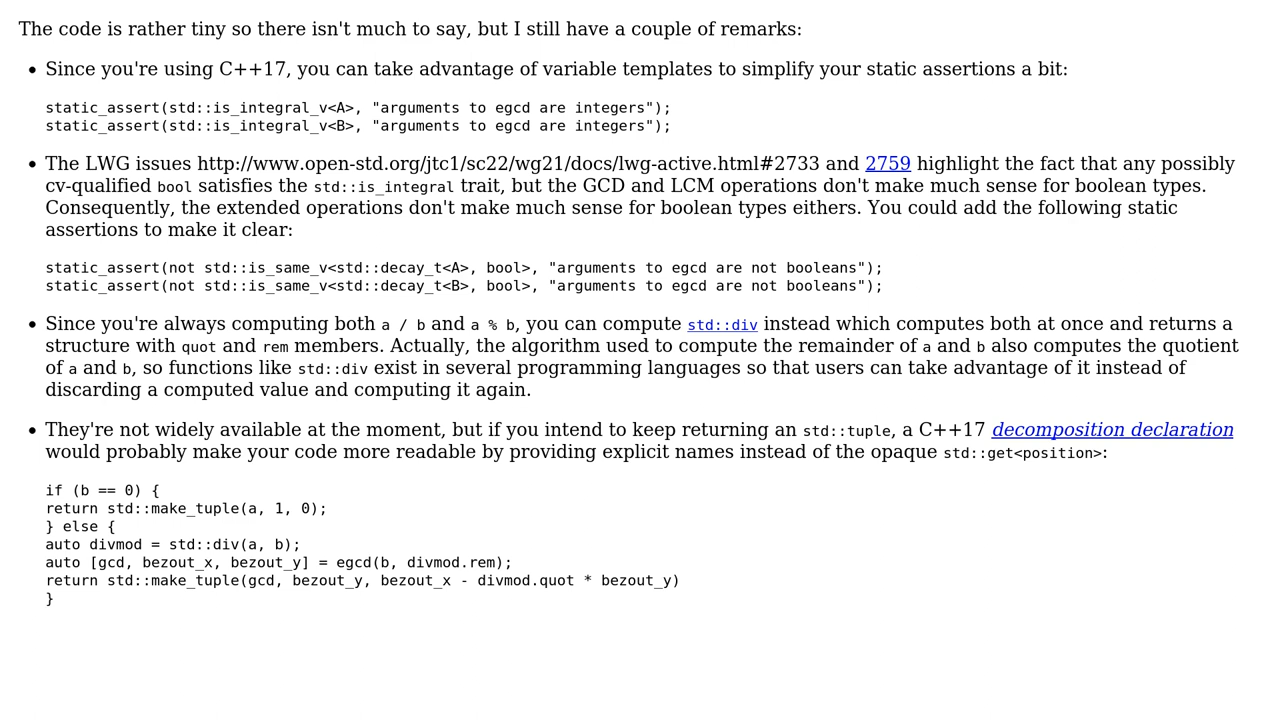 The code is rather tiny so there isn't much to say, but I still have a couple of remarks:
• Since you're using C++17, you can take advantage of variable templates to simplify your static assertions a bit:
static_assert(std::is_integral_v<A>, "arguments to egcd are integers");
static_assert(std::is_integral_v<B>, "arguments to egcd are integers");
• The LWG issues http://www.open-std.org/jtc1/sc22/wg21/docs/lwg-active.html#2733 and 2759 highlight the fact that any possibly
cv-qualified bool satisfies the std::is_integral trait, but the GCD and LCM operations don't make much sense for boolean types.
Consequently, the extended operations don't make much sense for boolean types eithers. You could add the following static
assertions to make it clear:
static_assert(not std::is_same_v<std::decay_t<A>, bool>, "arguments to egcd are not booleans");
static_assert(not std::is_same_v<std::decay_t<B>, bool>, "arguments to egcd are not booleans");
• Since you're always computing both a / b and a % b, you can compute std::div instead which computes both at once and returns a
structure with quot and rem members. Actually, the algorithm used to compute the remainder of a and b also computes the quotient
of a and b, so functions like std::div exist in several programming languages so that users can take advantage of it instead of
discarding a computed value and computing it again.
• They're not widely available at the moment, but if you intend to keep returning an std::tuple, a C++17 decomposition declaration
would probably make your code more readable by providing explicit names instead of the opaque std::get<position>:
if (b == 0) {
return std::make_tuple(a, 1, 0);
} else {
auto divmod = std::div(a, b);
auto [gcd, bezout_x, bezout_y] = egcd(b, divmod.rem);
return std::make_tuple(gcd, bezout_y, bezout_x - divmod.quot * bezout_y)
}